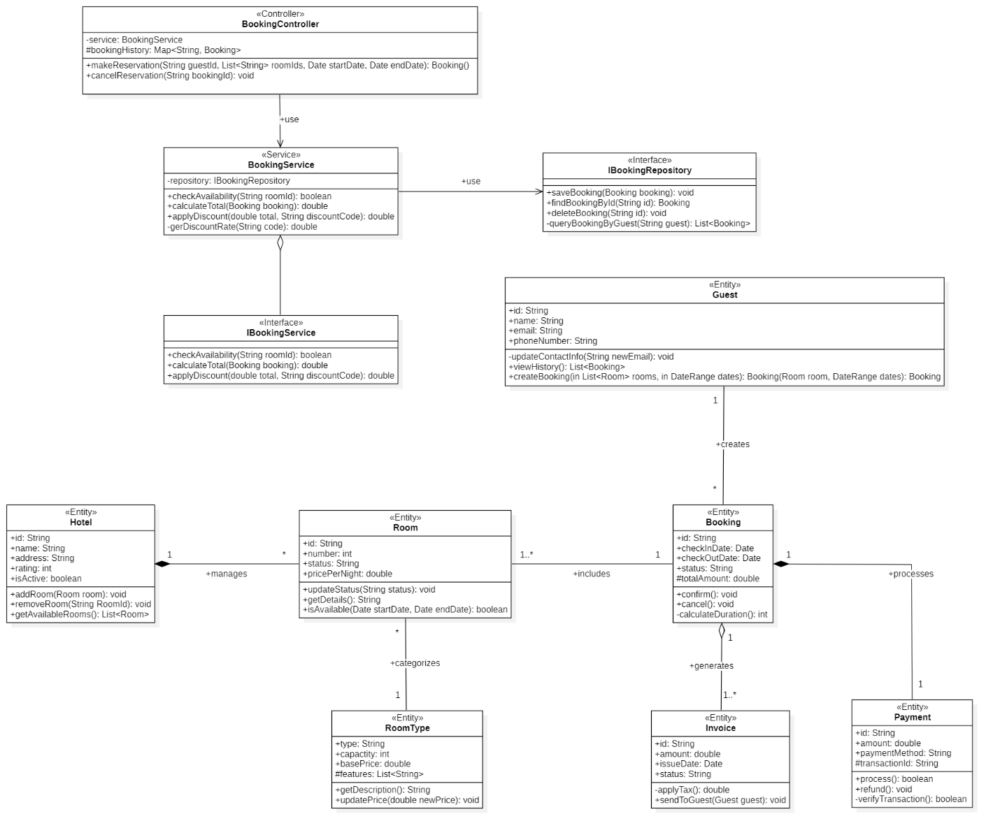 «Controller»
BookingController
-service: BookingService
#bookingHistory: Map<String, Booking>
+makeReservation(String guestId, List<String> roomIds, Date startDate, Date endDate): Booking()
+cancelReservation(String bookingId): void
+use
«Service»
BookingService
-repository: IBookingRepository
+checkAvailability(String roomId): boolean
+calculateTotal(Booking booking): double
+applyDiscount(double total, String discountCode): double
-gerDiscountRate(String code): double
+use
«Interface»
IBookingRepository
+saveBooking(Booking booking): void
+findBookingById(String id): Booking
+deleteBooking(String id): void
-queryBookingByGuest(String guest): List<Booking>
«Interface»
IBookingService
+checkAvailability(String roomId): boolean
+calculateTotal(Booking booking): double
+applyDiscount(double total, String discountCode): double
«Entity»
Guest
+id: String
+name: String
+email: String
+phoneNumber: String
-updateContactInfo(String newEmail): void
+viewHistory(): List<Booking>
+createBooking(in List<Room> rooms, in DateRange dates): Booking(Room room, DateRange dates): Booking
1
+creates
*
«Entity»
Hotel
+id: String
+name: String
+address: String
+rating: int
+isActive: boolean
+addRoom(Room room): void
+removeRoom(String RoomId): void
+getAvailableRooms(): List<Room>
1
*
+manages
«Entity»
Room
+id: String
+number: int
+status: String
+pricePerNight: double
+updateStatus(String status): void
+getDetails(): String
+isAvailable(Date startDate, Date endDate): boolean
1..*
1
+includes
«Entity»
Booking
+id: String
+checkInDate: Date
+checkOutDate: Date
+status: String
#totalAmount: double
+confirm(): void
+cancel(): void
-calculateDuration(): int
1
+processes
1
*
+categorizes
1
1
+generates
1..*
«Entity»
RoomType
+type: String
+capactity: int
+basePrice: double
#features: List<String>
+getDescription(): String
+updatePrice(double newPrice): void
«Entity»
Invoice
+id: String
+amount: double
+issueDate: Date
+status: String
-applyTax(): double
+sendToGuest(Guest guest): void
«Entity»
Payment
+id: String
+amount: double
+paymentMethod: String
#transactionId: String
+process(): boolean
+refund(): void
-verifyTransaction(): boolean